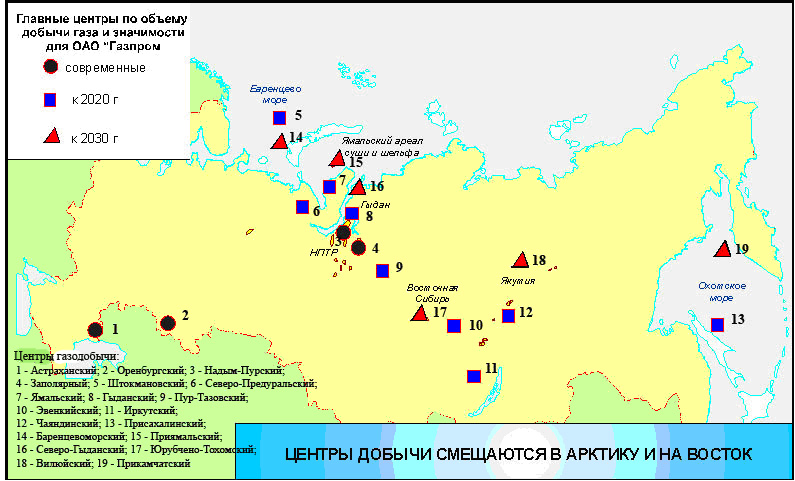 Главные центры по объему
добычи газа и значимости
для ОАО "Газпром
современные
к 2020 г
к 2030 г
Баренцево
море
5
14
Ямальский ареал
суши и шельфа
15
7
16
6
Гыдан
8
3
4
НПТР
9
18
Якутия
19
Восточная
Сибирь
17
10
12
Охотское
море
13
1
2
11
Центры газодобычи:
1 - Астраханский; 2 - Оренбургский; 3 - Надым-Пурский;
4 - Заполярный; 5 - Штокмановский; 6 - Северо-Предуральский;
7 - Ямальский; 8 - Гыданский; 9 - Пур-Тазовский;
10 - Эвенкийский; 11 - Иркутский;
12 - Чаяндинский; 13 - Присахалинский;
14 - Баренцевоморский; 15 - Приямальский;
16 - Северо-Гыданский; 17 - Юрубчено-Тохомский;
18 - Вилюйский; 19 - Прикамчатский
ЦЕНТРЫ ДОБЫЧИ СМЕЩАЮТСЯ В АРКТИКУ И НА ВОСТОК